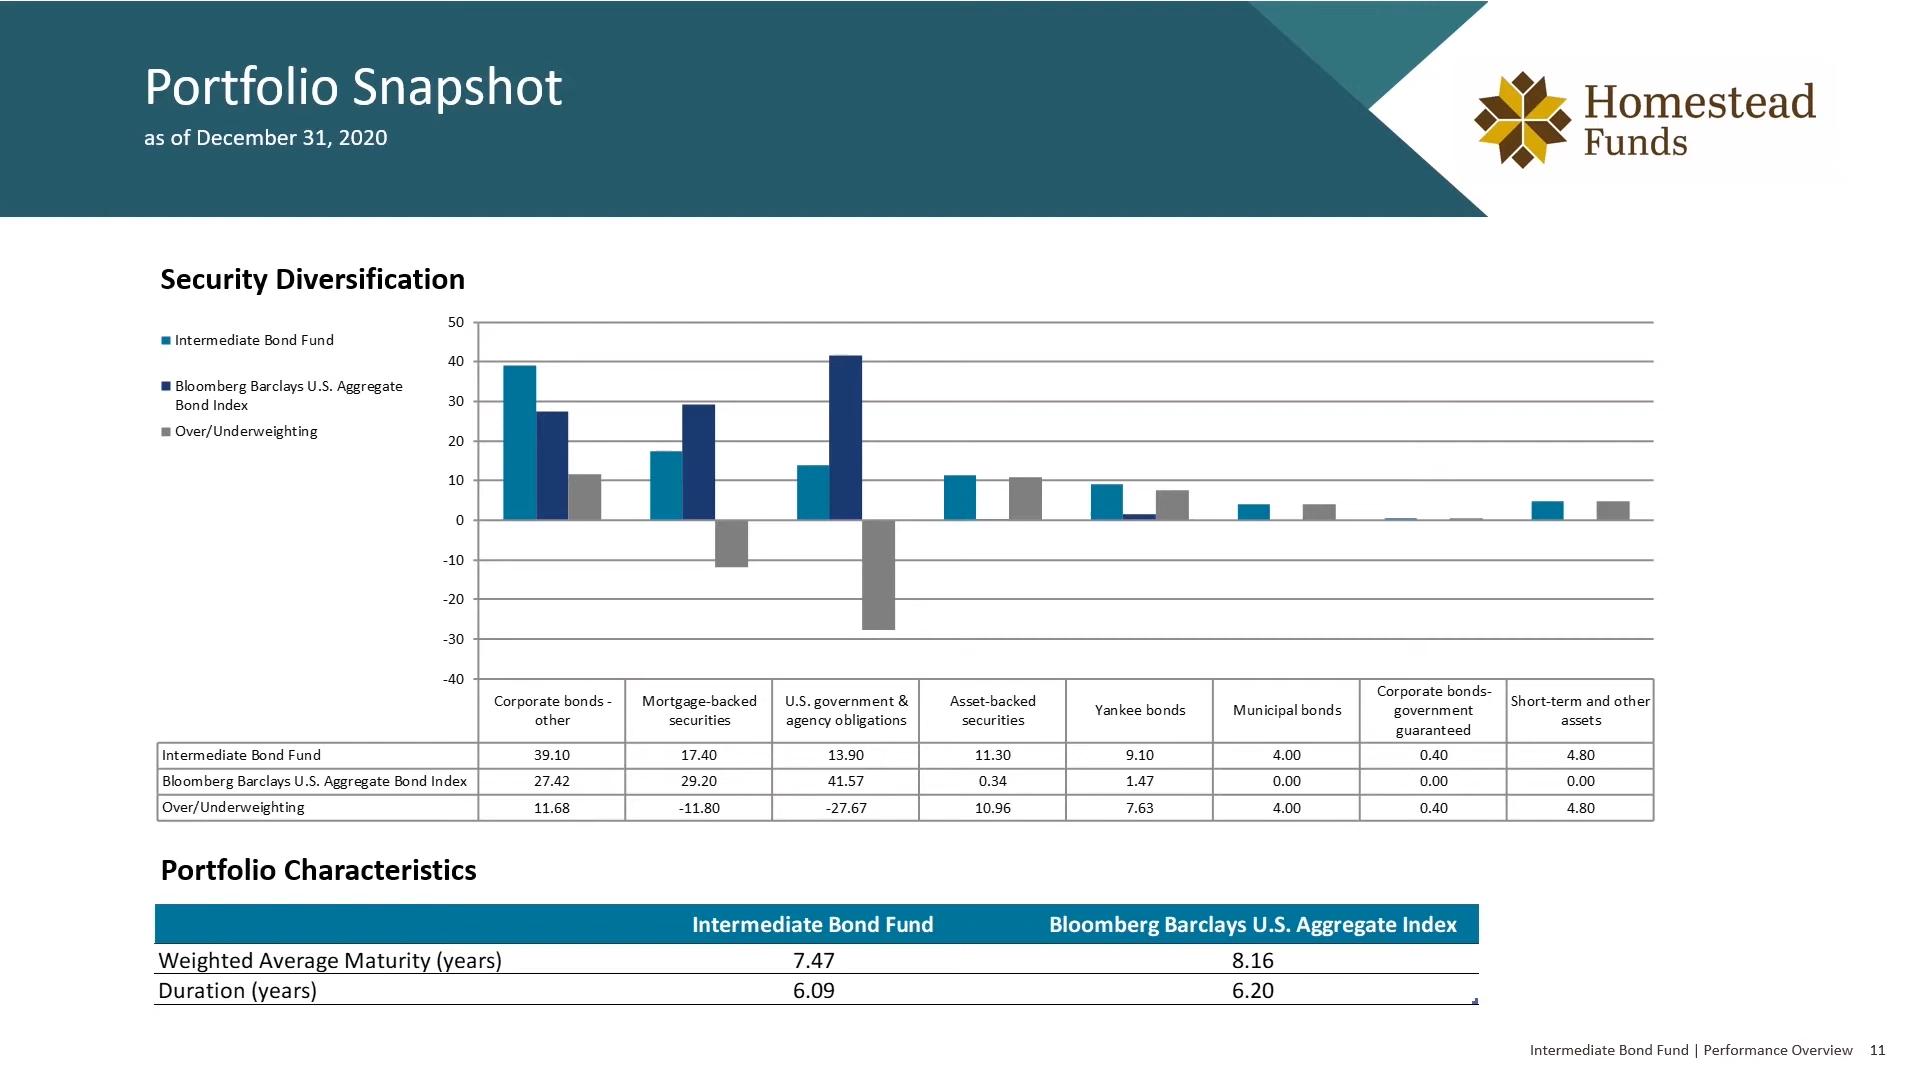 Portfolio Snapshot
as of December 31, 2020
Homestead
Funds
Security Diversification
Intermediate Bond Fund
Bloomberg Barclays U.S. Aggregate
Bond Index
Over/Underweighting
50
40
30
20
10
0
-10
-20
-30
-40
Corporate bonds -
other
Mortgage-backed
securities
U.S. government &
agency obligations
Asset-backed
securities
Yankee bonds
Municipal bonds
Corporate bonds-
government
guaranteed
Short-term and other
assets
Intermediate Bond Fund 39.10 17.40 13.90 11.30 9.10 4.00 0.40 4.80
Bloomberg Barclays U.S. Aggregate Bond Index 27.42 29.20 41.57 0.34 1.47 0.00 0.00 0.00
Over/Underweighting 11.68 -11.80 -27.67 10.96 7.63 4.00 0.40 4.80
Portfolio Characteristics
Intermediate Bond Fund Bloomberg Barclays U.S. Aggregate Index
Weighted Average Maturity (years) 7.47 8.16
Duration (years) 6.09 6.20
Intermediate Bond Fund | Performance Overview 11